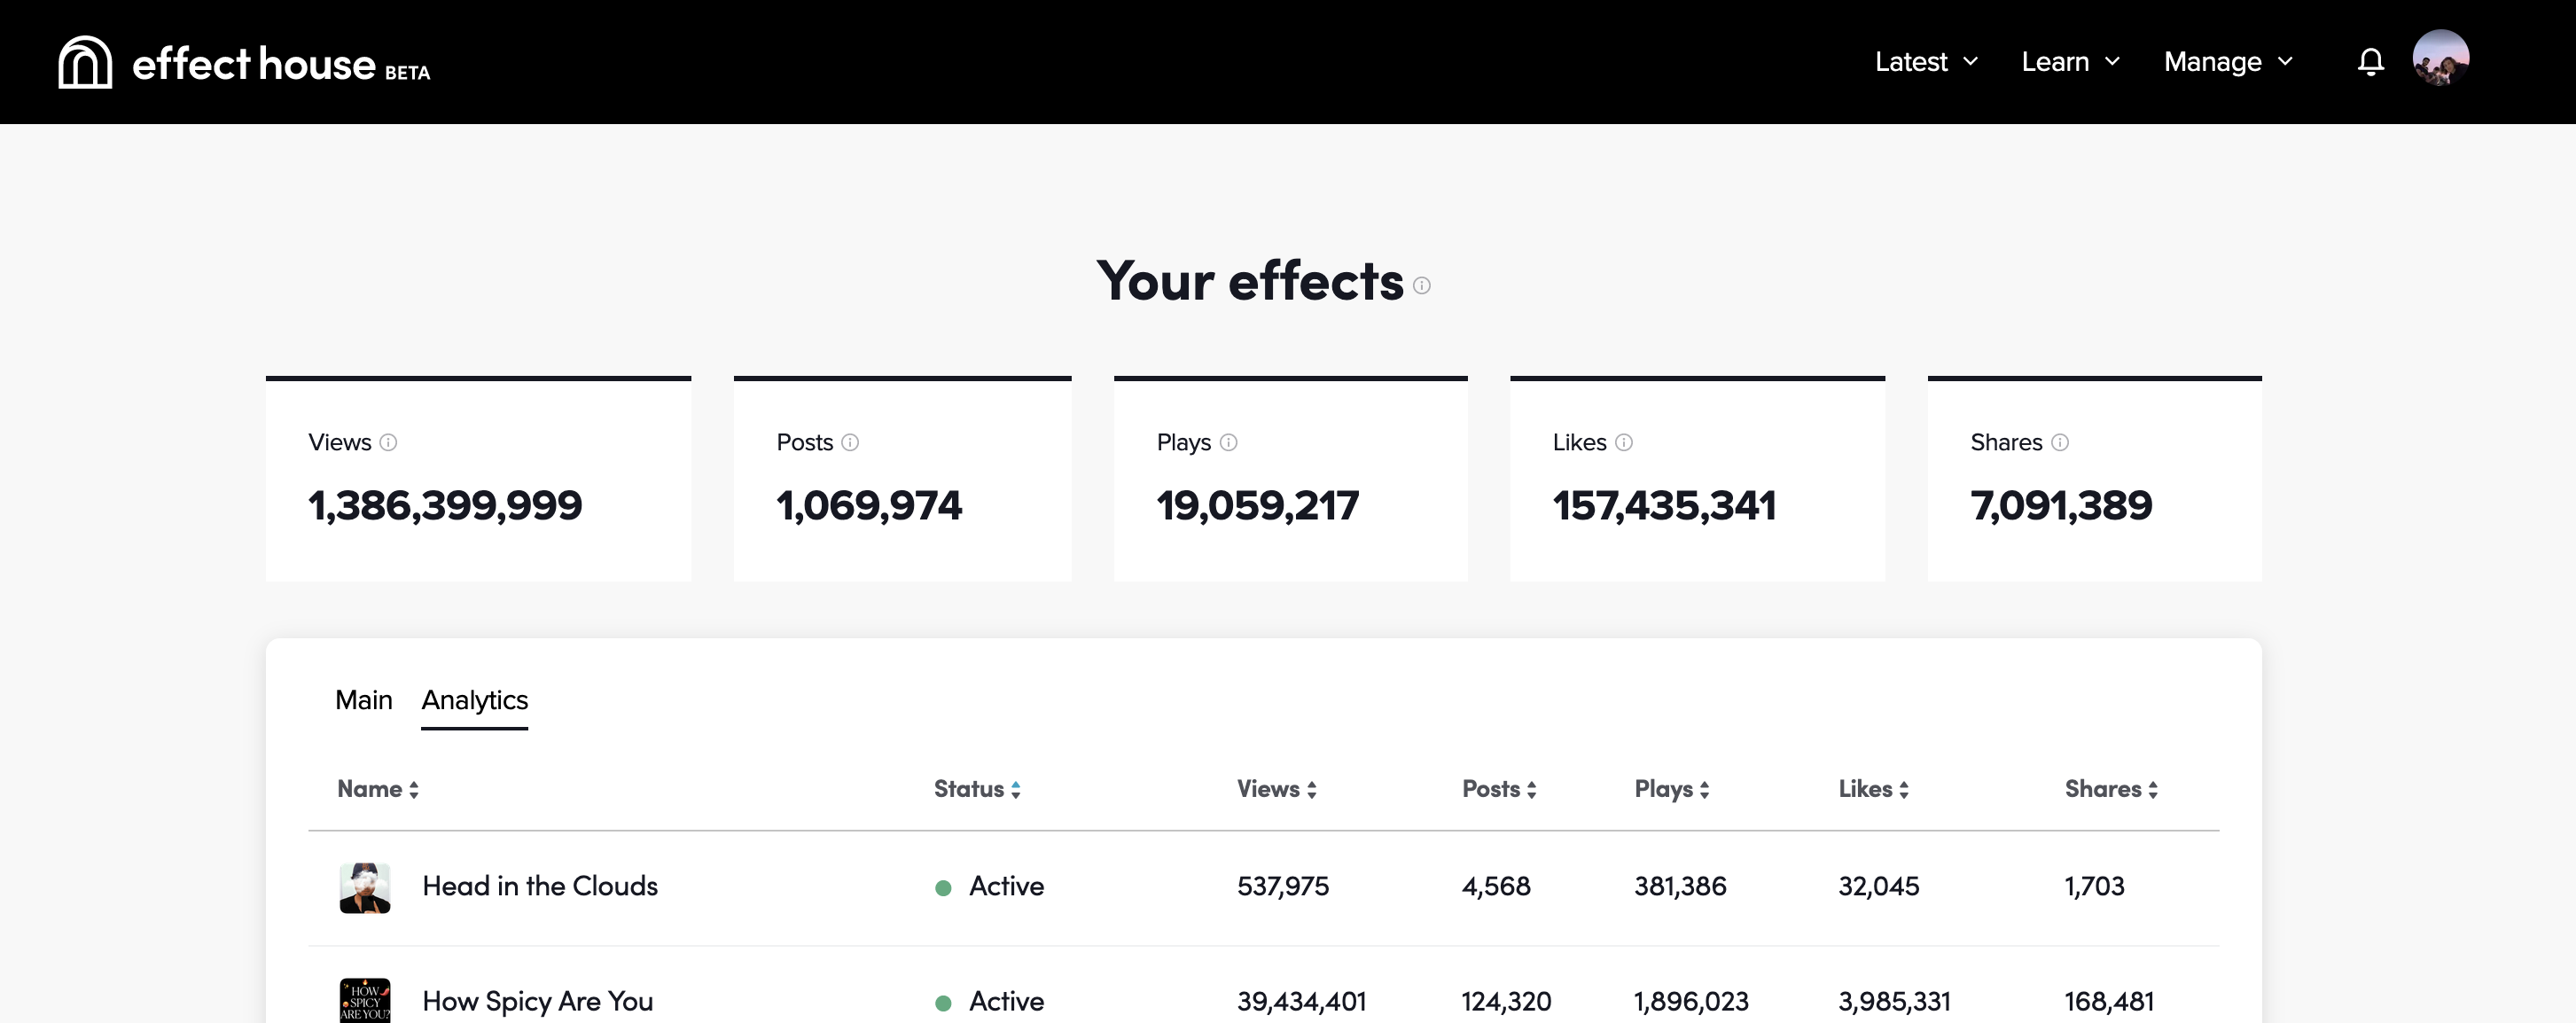 effect house BETA
Latest Learn Manage
Your effects
Views Posts Plays Likes Shares
1,386,399,999 1,069,974 19,059,217 157,435,341 7,091,389
Main Analytics
Name Status Views Posts Plays Likes Shares
Head in the Clouds Active 537,975 4,568 381,386 32,045 1,703
HOW
SPICY
ARE YOU?
How Spicy Are You Active 39,434,401 124,320 1,896,023 3,985,331 168,481